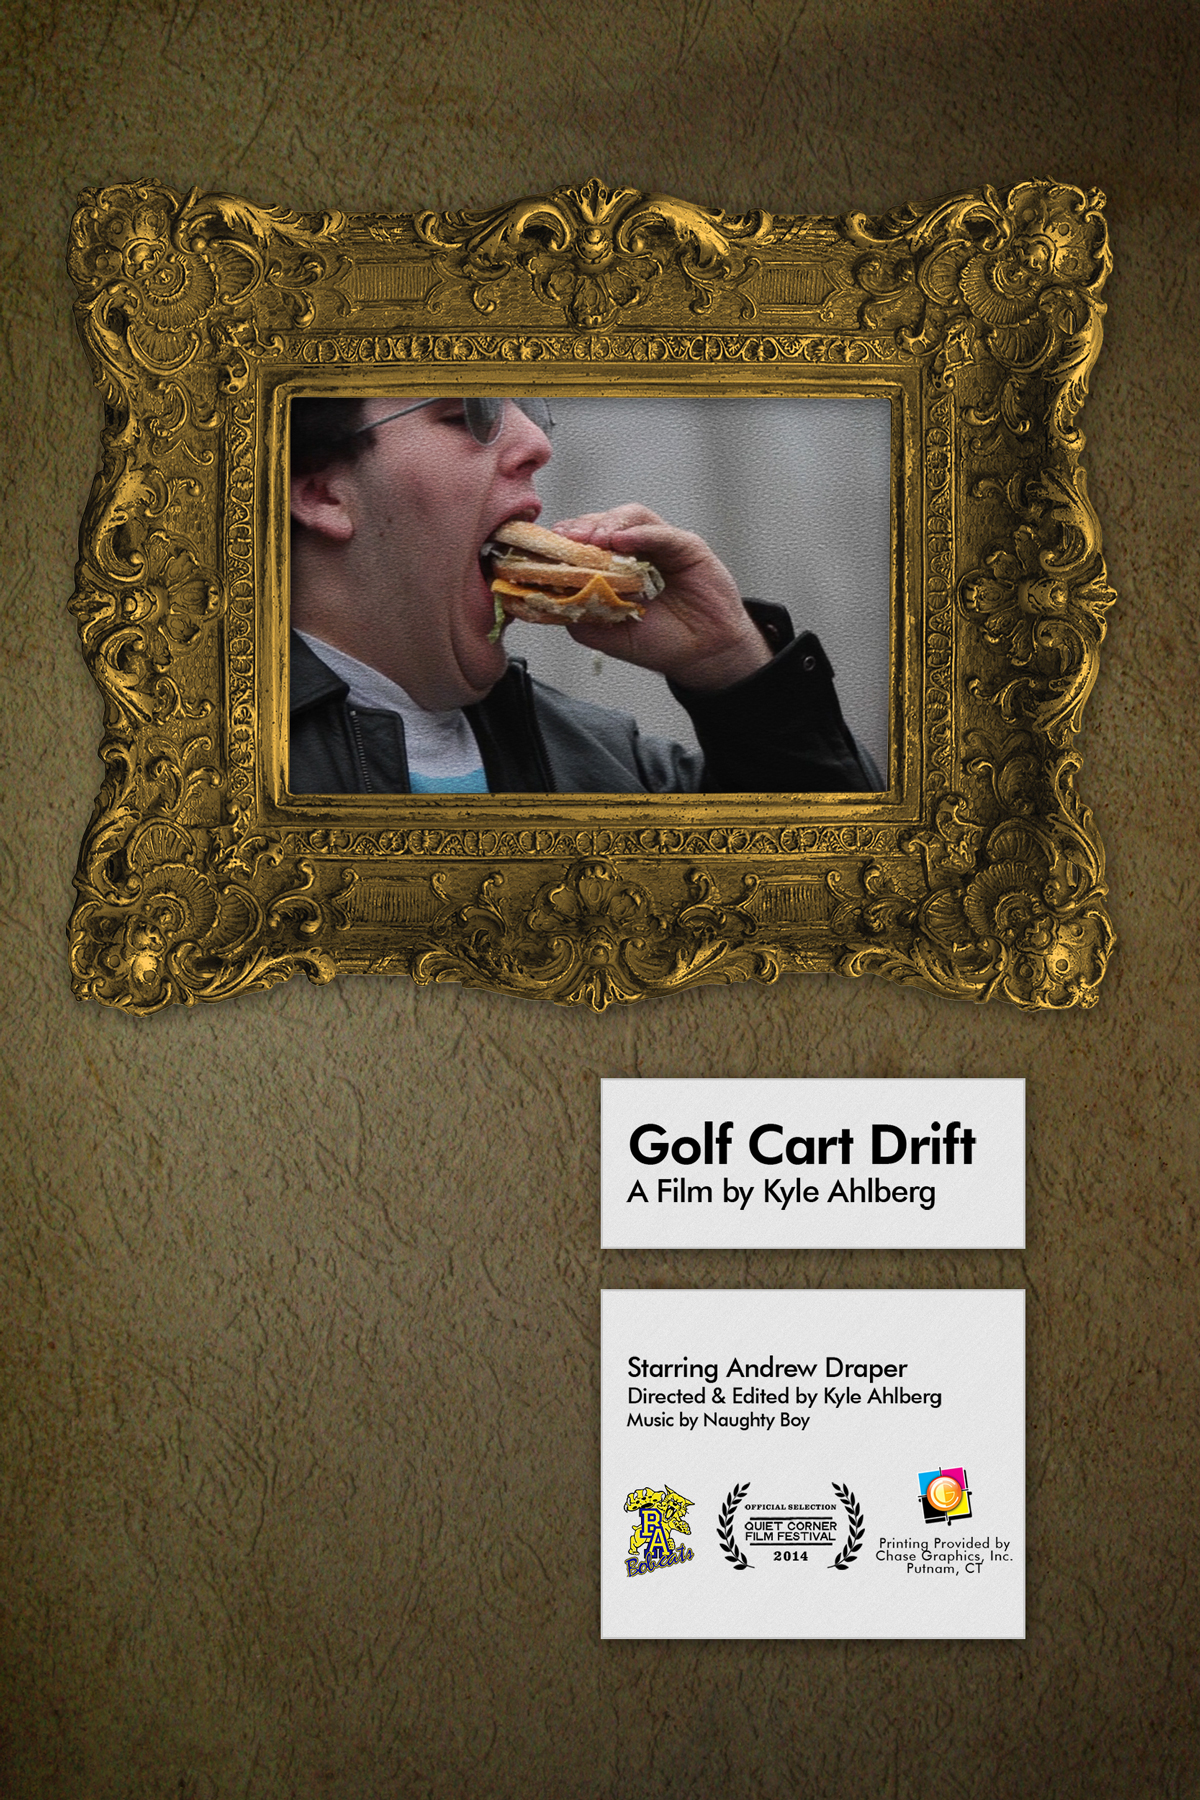 Golf Cart Drift
A Film by Kyle Ahlberg
Starring Andrew Draper
Directed & Edited by Kyle Ahlberg
Music by Naughty Boy
BA
Bobcats
OFFICIAL SELECTION
QUIET CORNER
FILM FESTIVAL
2014
CG
Printing Provided by
Chase Graphics, Inc.
Putnam, CT